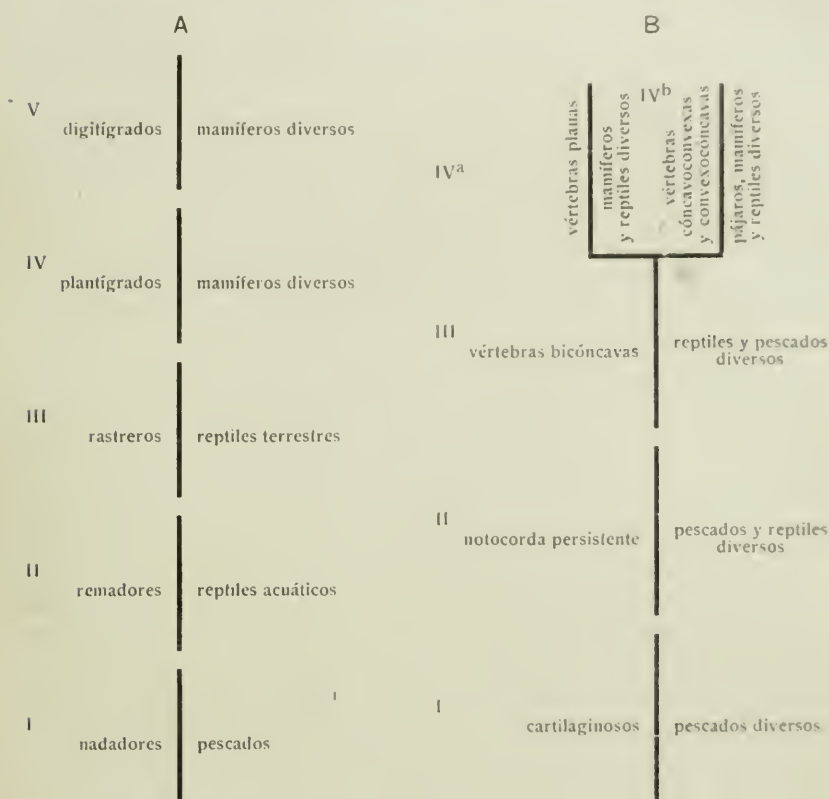 A
V
digitígrados
mamíferos diversos
IV
plantígrados
mamíferos diversos
III
rastreros
reptiles terrestres
II
remadores
reptiles acuáticos
I
nadadores
pescados
B
IVa
vértebras planas
mamíferos
y reptiles diversos
IVb
vértebras
cóncavoconvexas
y convexocóncavas
pájaros, mamíferos
y reptiles diversos
III
vértebras bicóncavas
reptiles y pescados
diversos
II
notocorda persistente
pescados y reptiles
diversos
I
cartilaginosos
pescados diversos